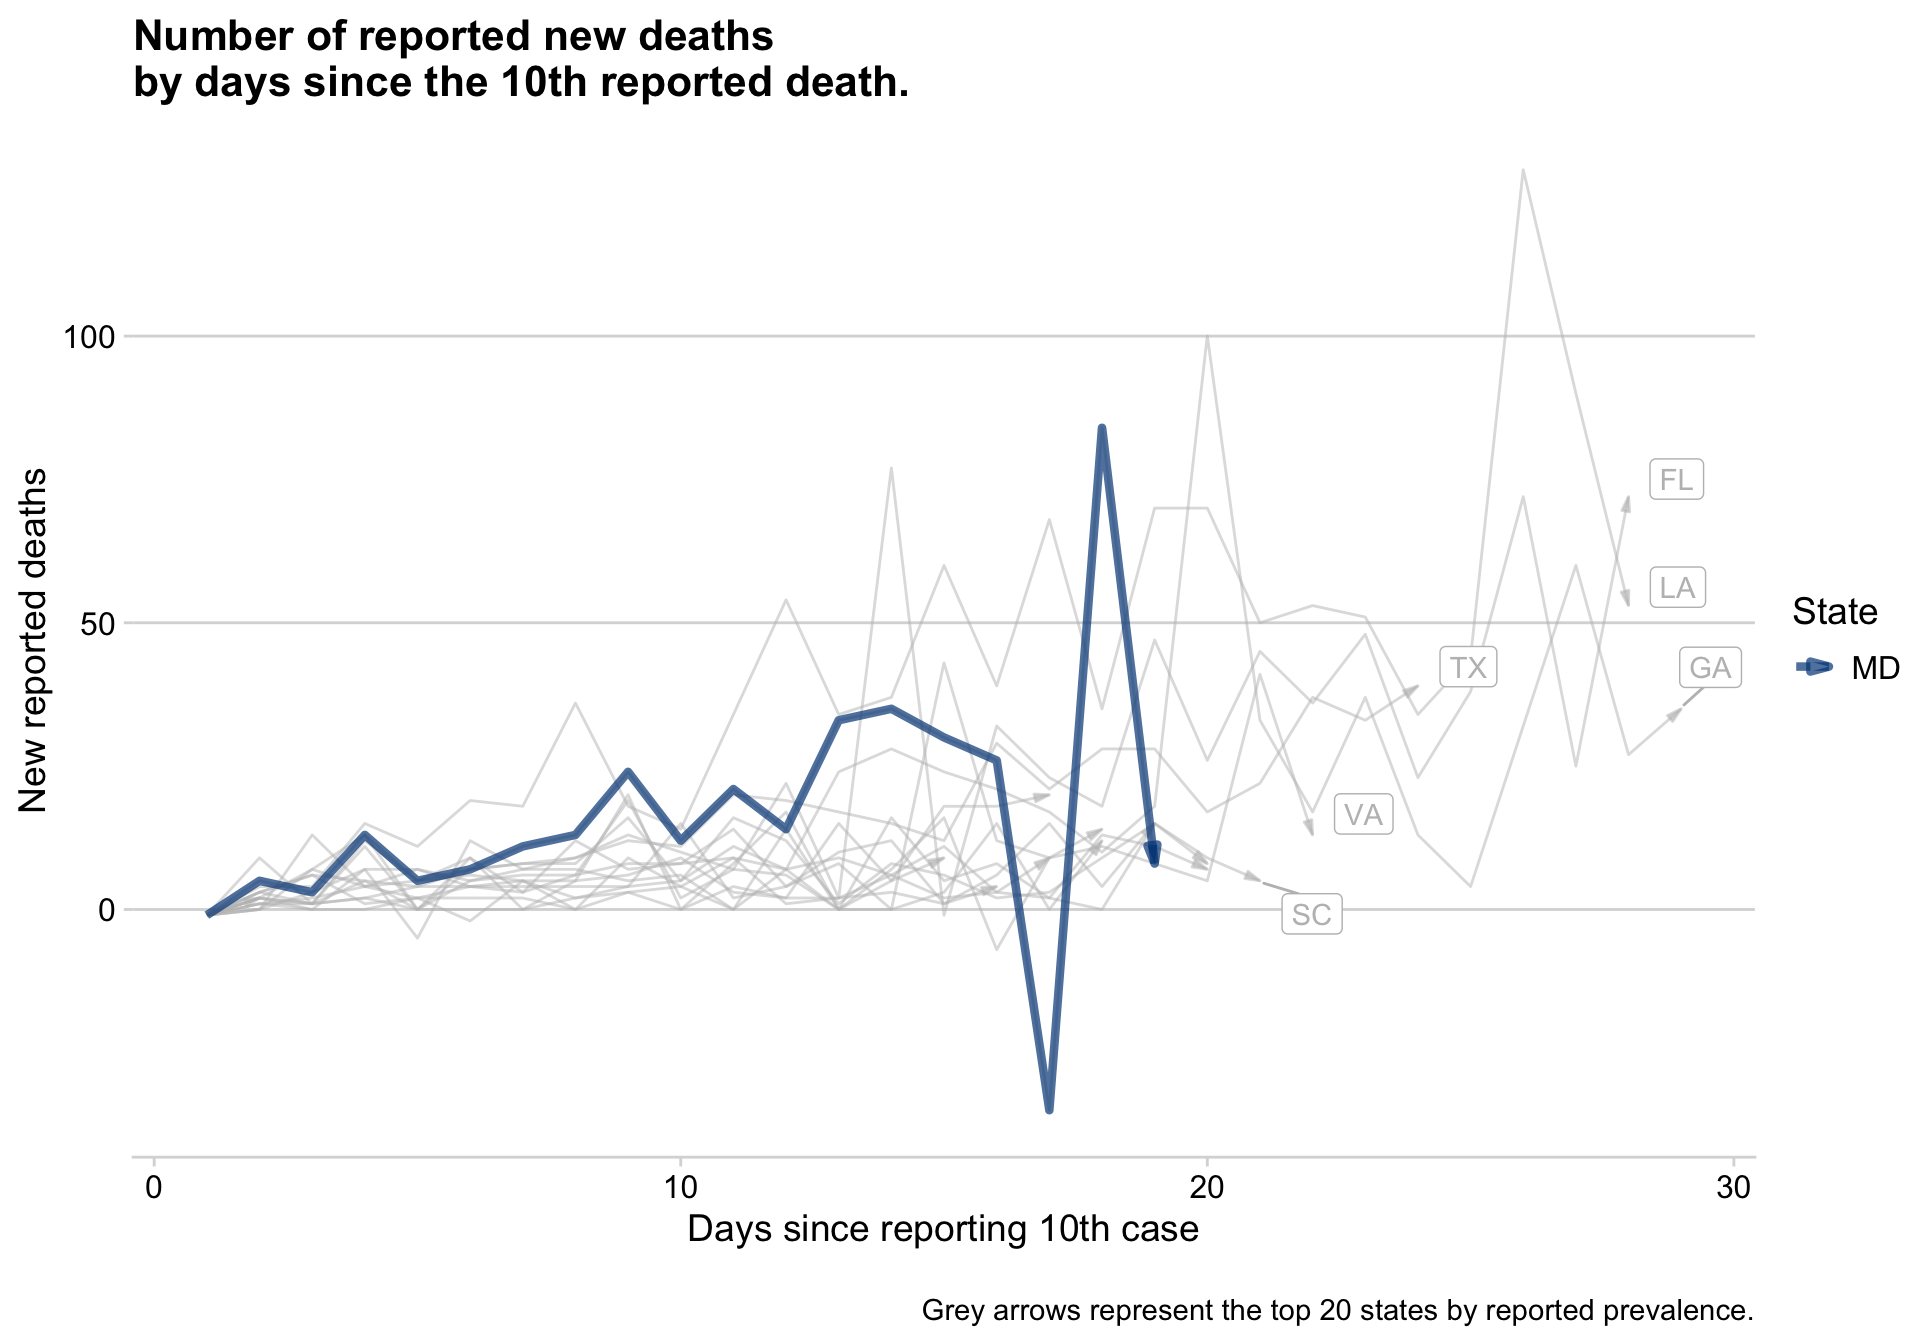 Number of reported new deaths
by days since the 10th reported death.
New reported deaths
100
50
0
FL
LA
TX
GA
VA
SC
State
MD
0
10
20
30
Days since reporting 10th case
Grey arrows represent the top 20 states by reported prevalence.